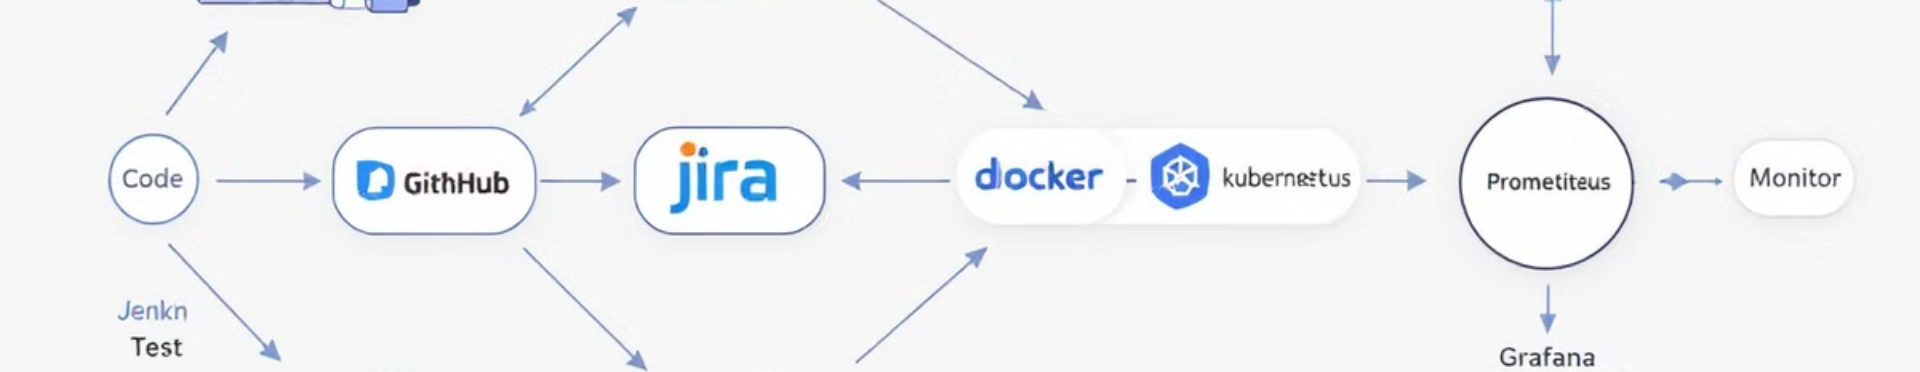 Code
GithHub
jira
docker
kubernetus
Prometiteus
Monitor
Jenkn
Test
Grafana